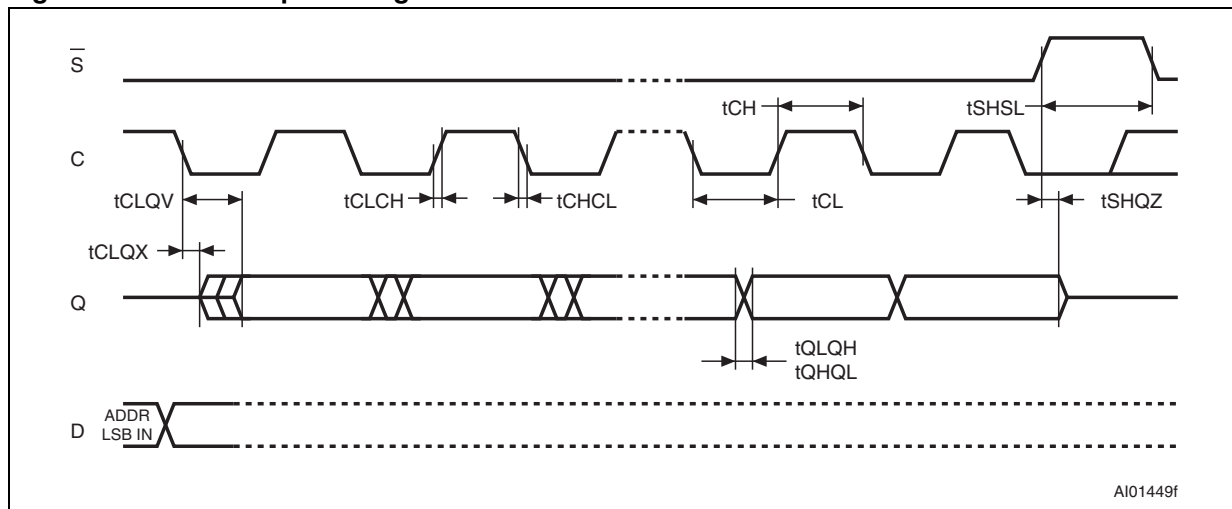 S
tCH
tSHSL
C
tCLQV
tCLCH
tCHCL
tCL
tSHQZ
tCLQX
Q
tQLQH
tQHQL
ADDR
D
LSB IN
AI01449f